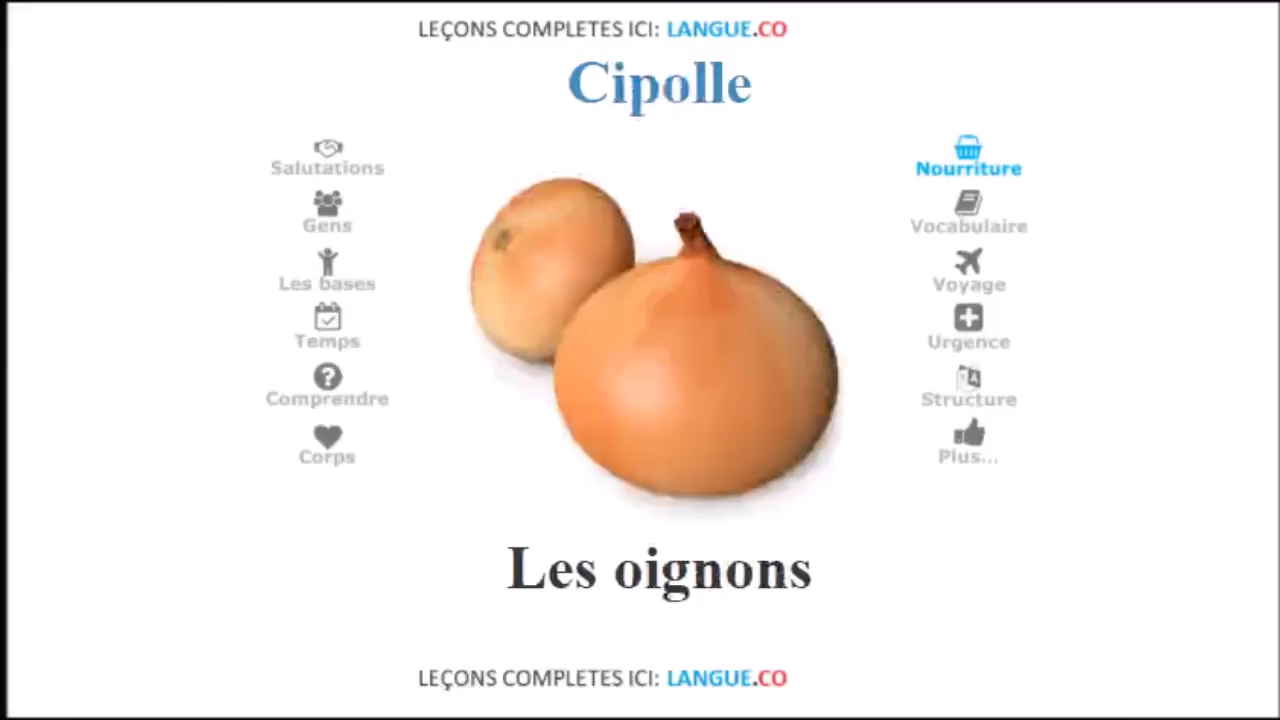 LEÇONS COMPLETES ICI: LANGUE.CO
Cipolle
Salutations
Gens
Les bases
Temps
Comprendre
Corps
Nourriture
Vocabulaire
Voyage
Urgence
Structure
Plus...
Les oignons
LEÇONS COMPLETES ICI: LANGUE.CO